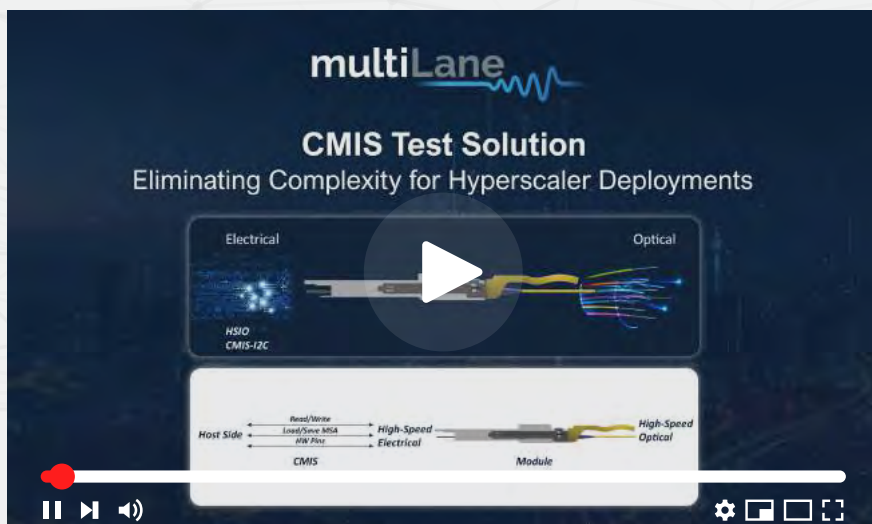 multiLane
CMIS Test Solution
Eliminating Complexity for Hyperscaler Deployments
Electrical
Optical
HSIO
CMIS-I2C
Read/Write
Host Side
Load/Save MSA
High-Speed
Electrical
HW Pins
CMIS
Module
High-Speed
Optical